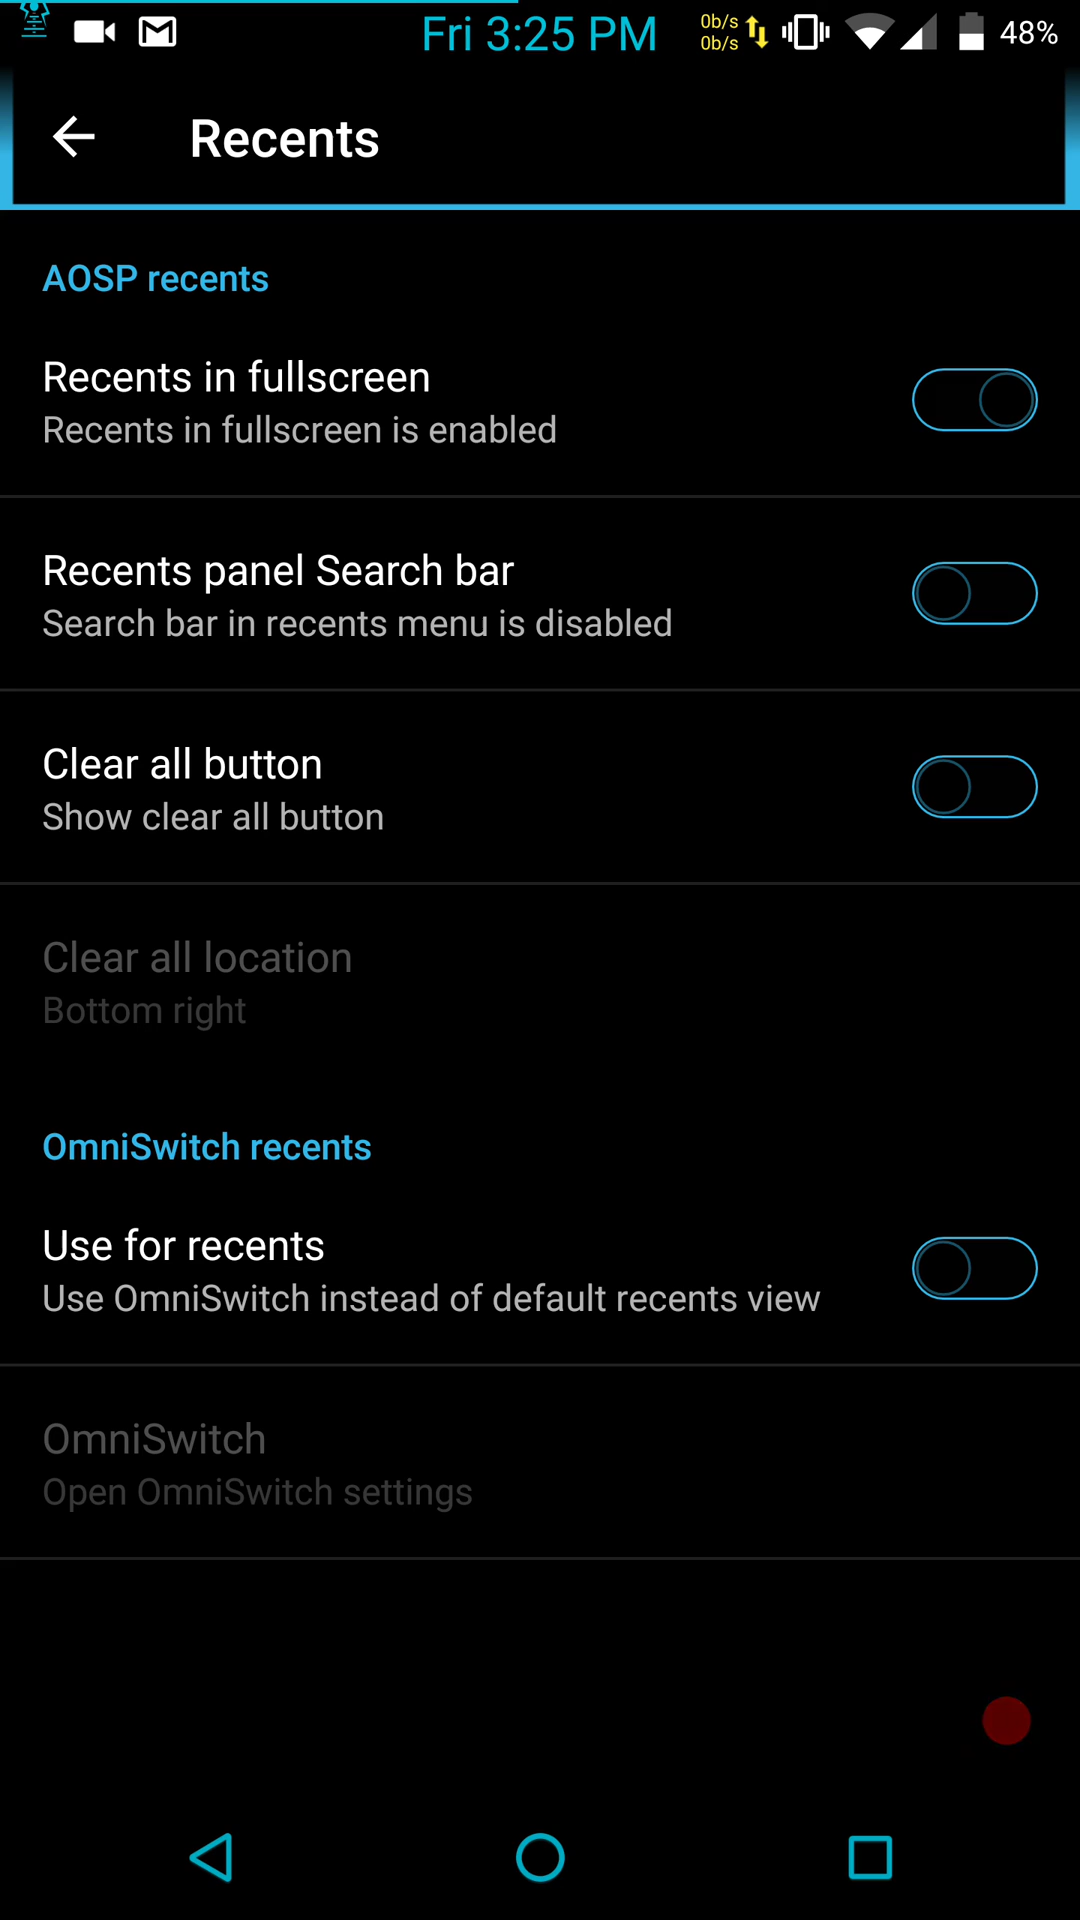 Fri 3:25 PM
0b/s
0b/s
48%
Recents
AOSP recents
Recents in fullscreen
Recents in fullscreen is enabled
Recents panel Search bar
Search bar in recents menu is disabled
Clear all button
Show clear all button
Clear all location
Bottom right
OmniSwitch recents
Use for recents
Use OmniSwitch instead of default recents view
OmniSwitch
Open OmniSwitch settings